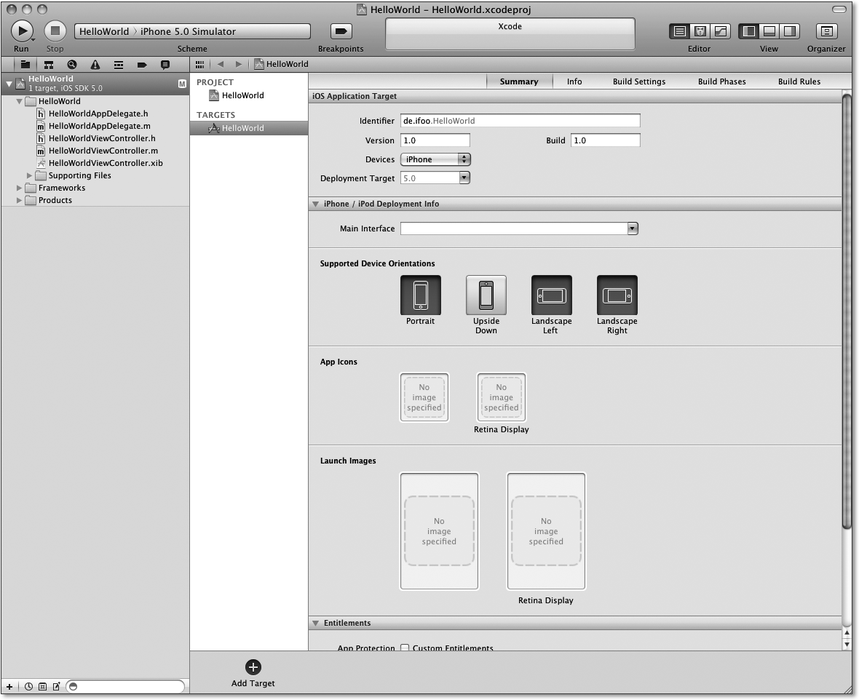 HelloWorld – HelloWorld.xcodeproj
HelloWorld › iPhone 5.0 Simulator
Xcode
Run Stop Scheme Breakpoints Editor View Organizer
HelloWorld
HelloWorld
1 target, iOS SDK 5.0
M
HelloWorld
h HelloWorldAppDelegate.h
m HelloWorldAppDelegate.m
h HelloWorldViewController.h
m HelloWorldViewController.m
HelloWorldViewController.xib
Supporting Files
Frameworks
Products
PROJECT
HelloWorld
TARGETS
HelloWorld
Summary Info Build Settings Build Phases Build Rules
iOS Application Target
Identifier de.ifoo.HelloWorld
Version 1.0 Build 1.0
Devices iPhone
Deployment Target 5.0
iPhone / iPod Deployment Info
Main Interface
Supported Device Orientations
Portrait
Upside
Down
Landscape
Left
Landscape
Right
App Icons
No
image
specified
No
image
specified
Retina Display
Launch Images
No
image
specified
No
image
specified
Retina Display
Entitlements
App Protection Custom Entitlements
Add Target